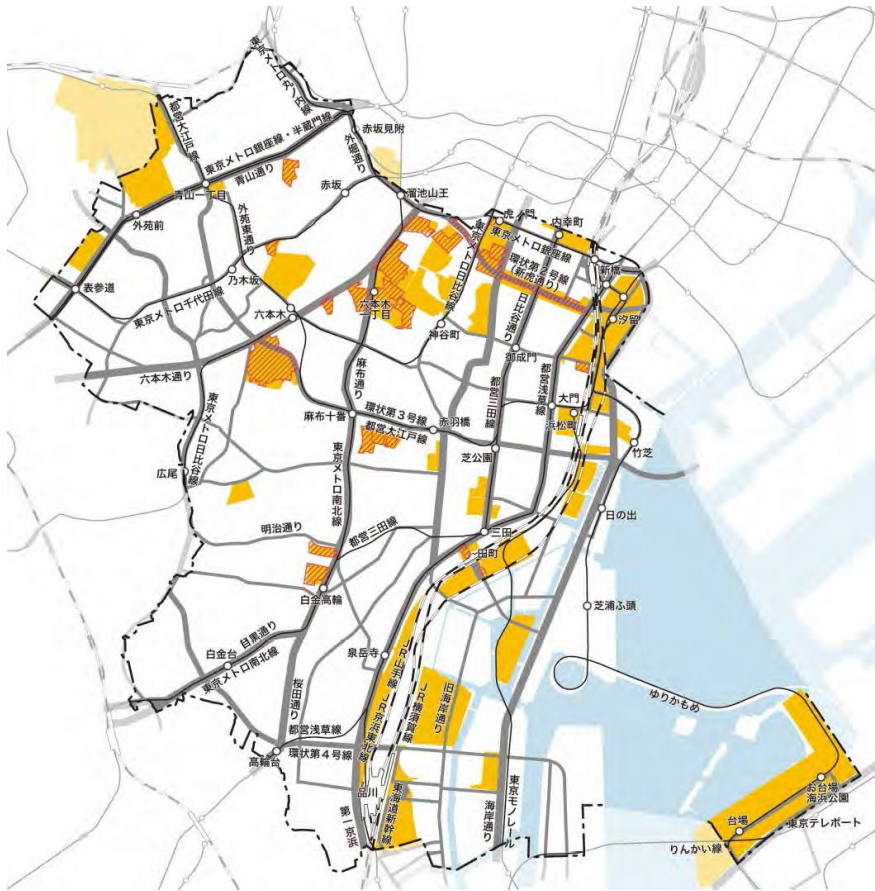 東京メトロ丸ノ内線
都営大江戸線
東京メトロ銀座線・半蔵門線
青山通り
赤坂見附
外堀通り
青山一丁目
赤坂
溜池山王
外苑前
外苑東通り
虎ノ門
内幸町
東京メトロ銀座線
環状第2号線
(新虎通り)
新橋
東京メトロ日比谷線
表参道
乃木坂
東京メトロ千代田線
六本木
六本木
一丁目
神谷町
日比谷通り
汐留
御成門
六本木通り
麻布通り
都営三田線
都営浅草線
大門
浜松町
麻布十番
環状第3号線
都営大江戸線
赤羽橋
芝公園
竹芝
東京メトロ日比谷線
広尾
東京メトロ南北線
日の出
明治通り
都営三田線
三田
田町
白金高輪
芝浦ふ頭
白金台
目黒通り
東京メトロ南北線
泉岳寺
JR山手線
JR京浜東北線
JR横須賀線
旧海岸通り
ゆりかもめ
桜田通り
都営浅草線
環状第4号線
高輪台
品川
第一京浜
東海道新幹線
海岸通り
東京モノレール
お台場
海浜公園
台場
東京テレポート
りんかい線